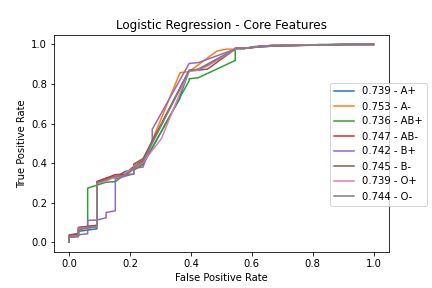 Logistic Regression - Core Features
True Positive Rate
1.0
0.8
0.6
0.4
0.2
0.0
0.0 0.2 0.4 0.6 0.8 1.0
False Positive Rate
0.739 - A+
0.753 - A-
0.736 - AB+
0.747 - AB-
0.742 - B+
0.745 - B-
0.739 - O+
0.744 - O-